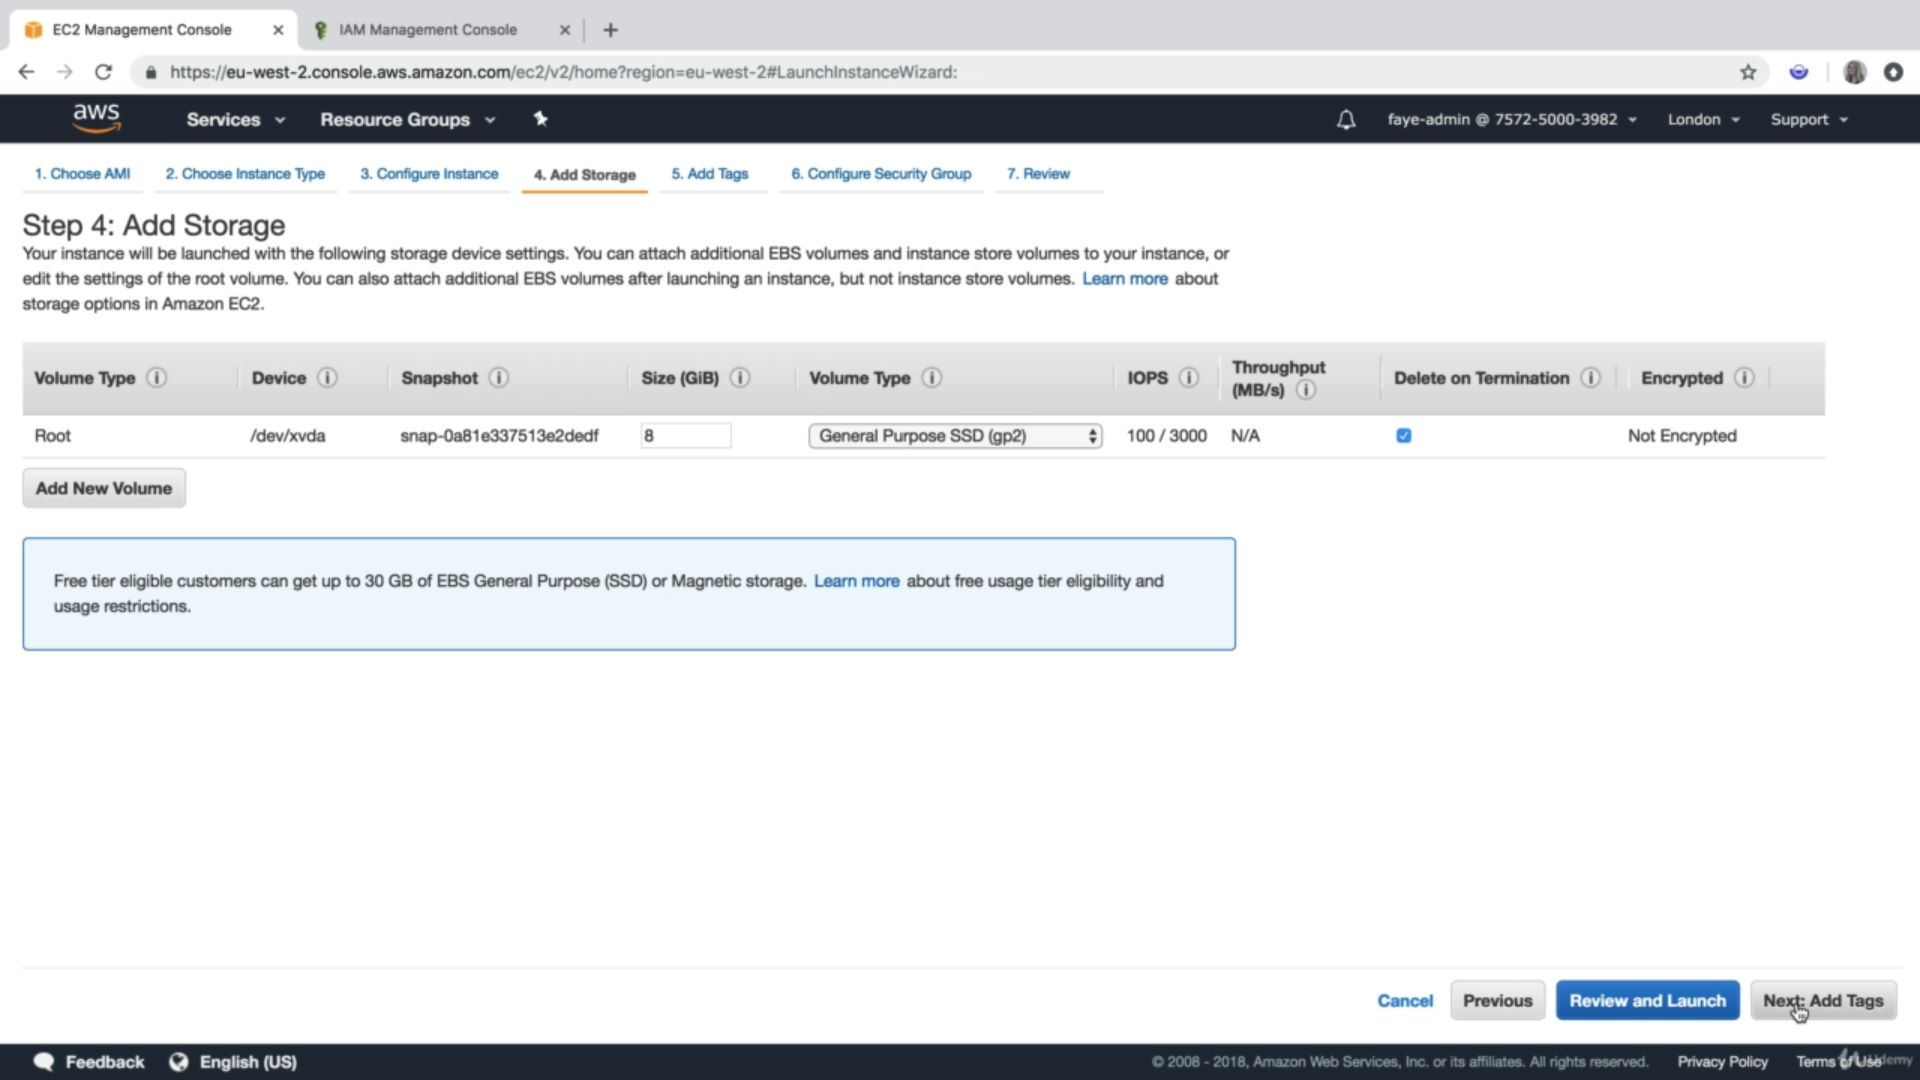 EC2 Management Console
IAM Management Console
https://eu-west-2.console.aws.amazon.com/ec2/v2/home?region=eu-west-2#LaunchInstanceWizard:
aws
Services
Resource Groups
faye-admin @ 7572-5000-3982
London
Support
1. Choose AMI
2. Choose Instance Type
3. Configure Instance
4. Add Storage
5. Add Tags
6. Configure Security Group
7. Review
Step 4: Add Storage
Your instance will be launched with the following storage device settings. You can attach additional EBS volumes and instance store volumes to your instance, or
edit the settings of the root volume. You can also attach additional EBS volumes after launching an instance, but not instance store volumes. Learn more about
storage options in Amazon EC2.
Volume Type
Device
Snapshot
Size (GiB)
Volume Type
IOPS
Throughput
(MB/s)
Delete on Termination
Encrypted
Root
/dev/xvda
snap-0a81e337513e2dedf
8
General Purpose SSD (gp2)
100 / 3000
N/A
Not Encrypted
Add New Volume
Free tier eligible customers can get up to 30 GB of EBS General Purpose (SSD) or Magnetic storage. Learn more about free usage tier eligibility and
usage restrictions.
Cancel
Previous
Review and Launch
Next: Add Tags
Feedback
English (US)
© 2008 - 2018, Amazon Web Services, Inc. or its affiliates. All rights reserved.
Privacy Policy
Terms of Use